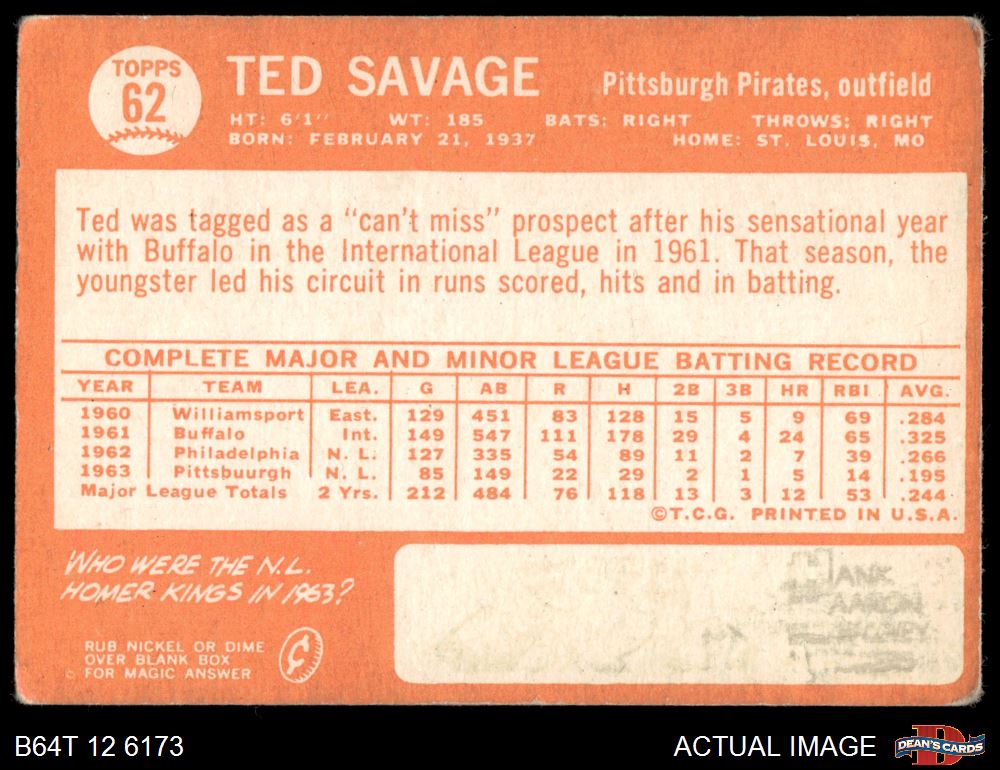 TOPPS
62
TED SAVAGE
Pittsburgh Pirates, outfield
HT: 6'1" WT: 185 BATS: RIGHT THROWS: RIGHT
BORN: FEBRUARY 21, 1937 HOME: ST. LOUIS, MO
Ted was tagged as a "can't miss" prospect after his sensational year
with Buffalo in the International League in 1961. That season, the
youngster led his circuit in runs scored, hits and in batting.
COMPLETE MAJOR AND MINOR LEAGUE BATTING RECORD
YEAR TEAM LEA. G AB R H 2B 3B HR RBI AVG.
1960 Williamsport East. 129 451 83 128 15 5 9 69 .284
1961 Buffalo Int. 149 547 111 178 29 4 24 65 .325
1962 Philadelphia N. L. 127 335 54 89 11 2 7 39 .266
1963 Pittsbuurgh N. L. 85 149 22 29 2 1 5 14 .195
Major League Totals 2 Yrs. 212 484 76 118 13 3 12 53 .244
©T.C.G. PRINTED IN U.S.A.
WHO WERE THE N.L.
HOMER KINGS IN 1963?
RUB NICKEL OR DIME
OVER BLANK BOX
FOR MAGIC ANSWER
¢
ANK
AARON
B64T 12 6173
ACTUAL IMAGE
D
DEAN'S CARDS